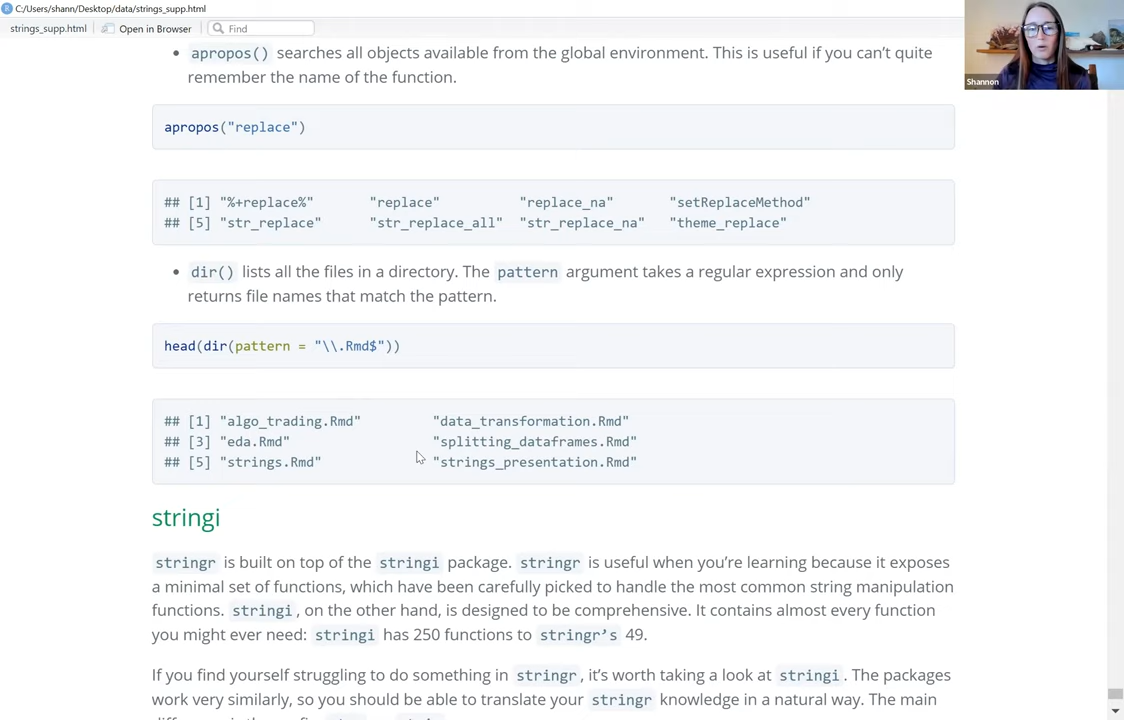 C:/Users/shann/Desktop/data/strings_supp.html
strings_supp.html Open in Browser Find
Shannon
• apropos() searches all objects available from the global environment. This is useful if you can't quite
remember the name of the function.
apropos("replace")
## [1] "%+replace%" "replace" "replace_na" "setReplaceMethod"
## [5] "str_replace" "str_replace_all" "str_replace_na" "theme_replace"
• dir() lists all the files in a directory. The pattern argument takes a regular expression and only
returns file names that match the pattern.
head(dir(pattern = "\\.Rmd$"))
## [1] "algo_trading.Rmd" "data_transformation.Rmd"
## [3] "eda.Rmd" "splitting_dataframes.Rmd"
## [5] "strings.Rmd" "strings_presentation.Rmd"
stringi
stringr is built on top of the stringi package. stringr is useful when you're learning because it exposes
a minimal set of functions, which have been carefully picked to handle the most common string manipulation
functions. stringi, on the other hand, is designed to be comprehensive. It contains almost every function
you might ever need: stringi has 250 functions to stringr's 49.
If you find yourself struggling to do something in stringr, it's worth taking a look at stringi. The packages
work very similarly, so you should be able to translate your stringr knowledge in a natural way. The main